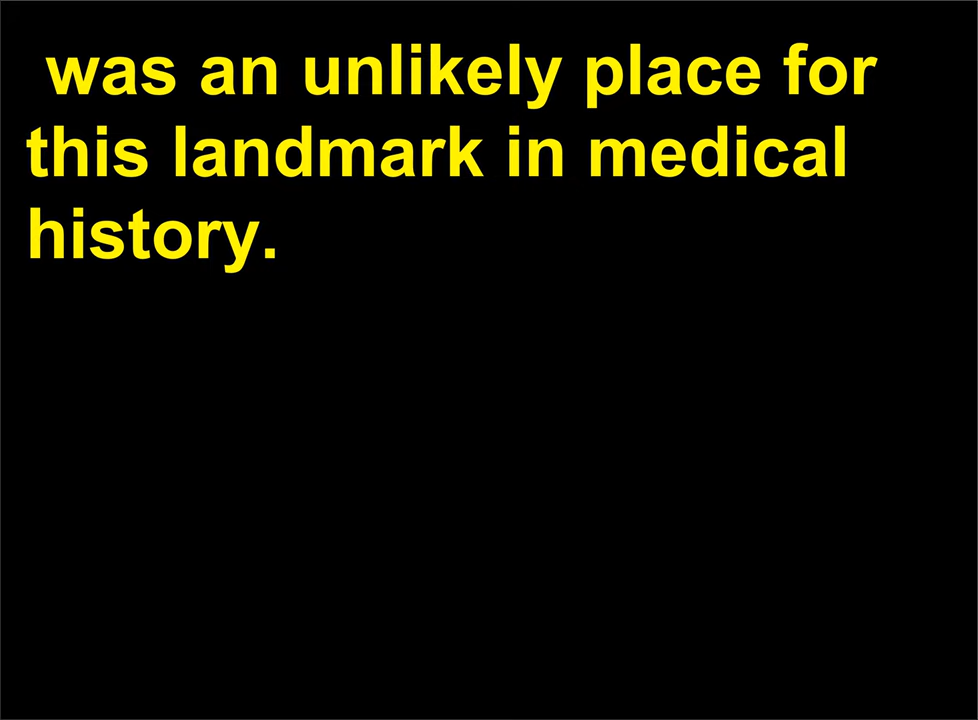 was an unlikely place for
this landmark in medical
history.